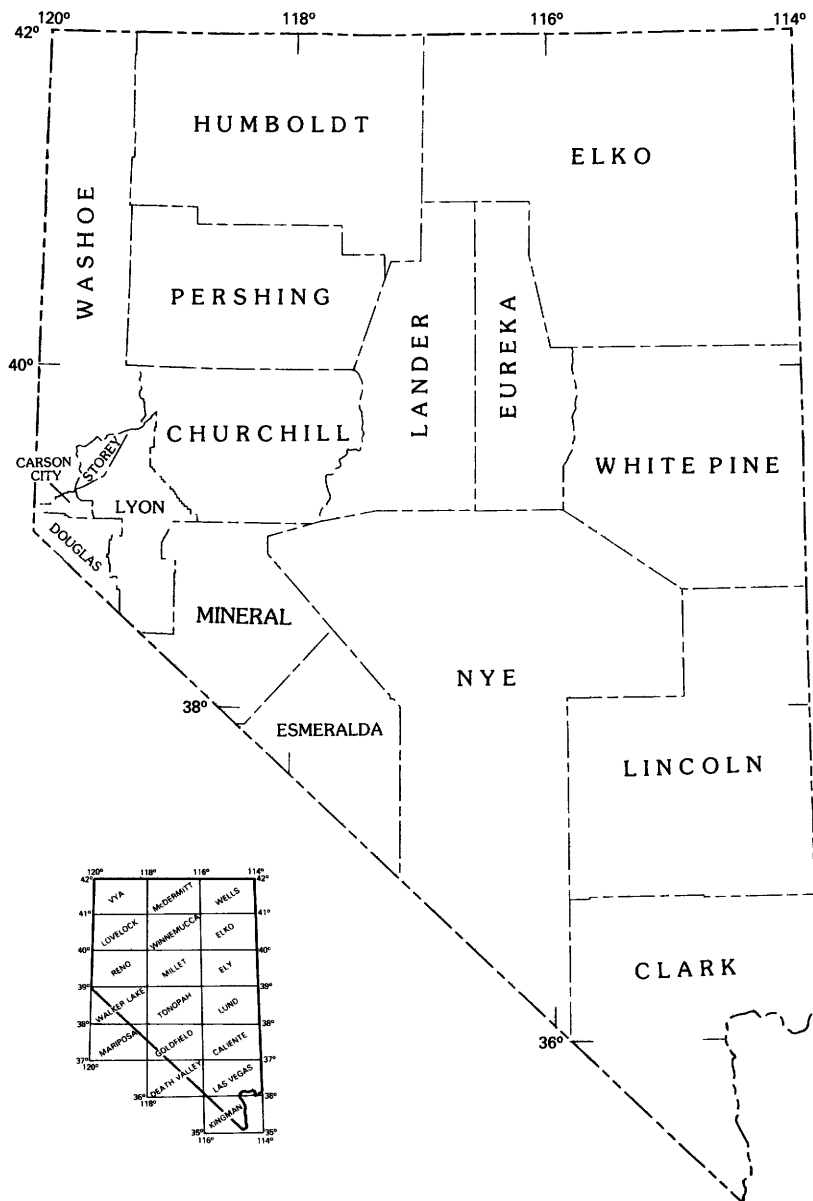 120°
118°
116°
114°
42°
HUMBOLDT
ELKO
WASHOE
PERSHING
LANDER
EUREKA
40°
CHURCHILL
STOREY
CARSON
CITY
WHITE PINE
LYON
DOUGLAS
MINERAL
NYE
38°
ESMERALDA
LINCOLN
CLARK
36°
120°
118°
116°
114°
42°
VYA
McDERMITT
WELLS
41°
41°
LOVELOCK
WINNEMUCCA
ELKO
40°
40°
RENO
MILLET
ELY
39°
39°
WALKER LAKE
TONOPAH
LUND
38°
38°
MARIPOSA
GOLDFIELD
CALIENTE
37°
37°
120°
DEATH VALLEY
LAS VEGAS
36°
36°
118°
KINGMAN
35°
116°
114°